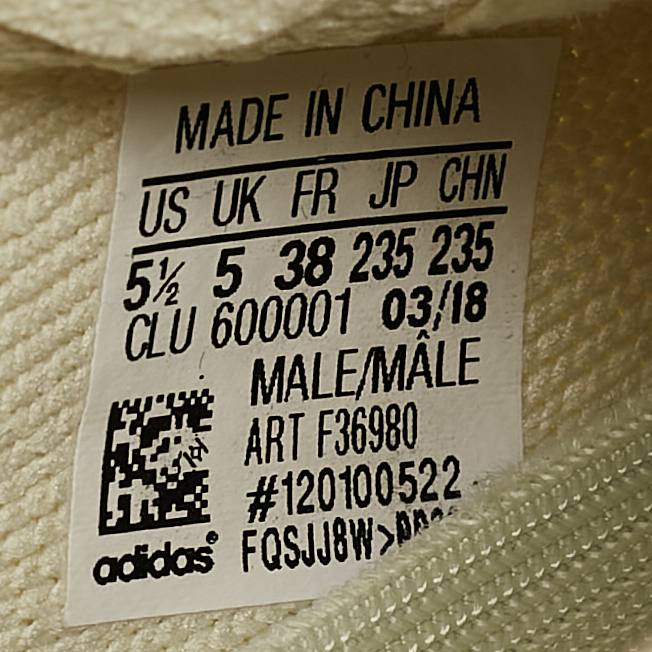 MADE IN CHINA
US UK FR JP CHN
5½ 5 38 235 235
CLU 600001 03/18
MALE/MÂLE
ART F36980
#120100522
adidas®
FQSJJ8W>